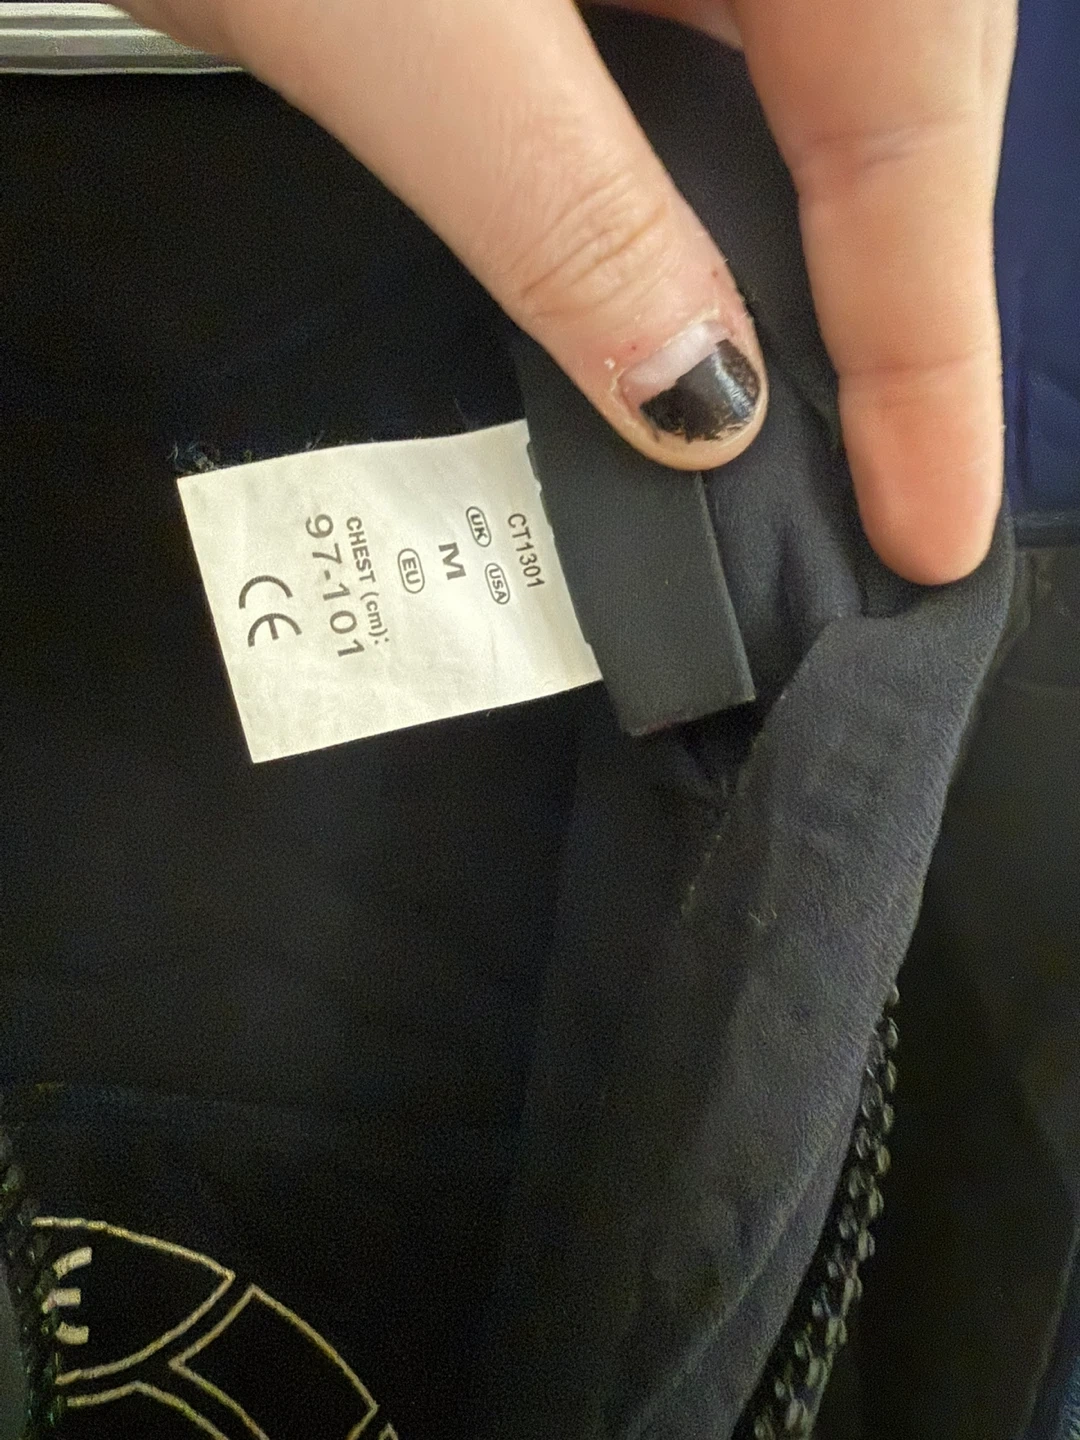 CT1301
UK USA
M
EU
CHEST (cm):
97-101
CE